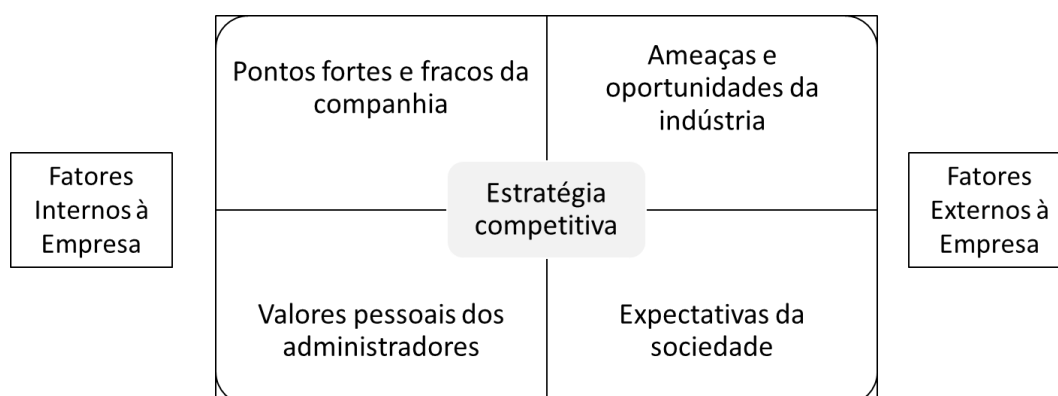 Pontos fortes e fracos da
companhia
Ameaças e
oportunidades da
indústria
Fatores
Internos à
Empresa
Estratégia
competitiva
Fatores
Externos à
Empresa
Valores pessoais dos
administradores
Expectativas da
sociedade